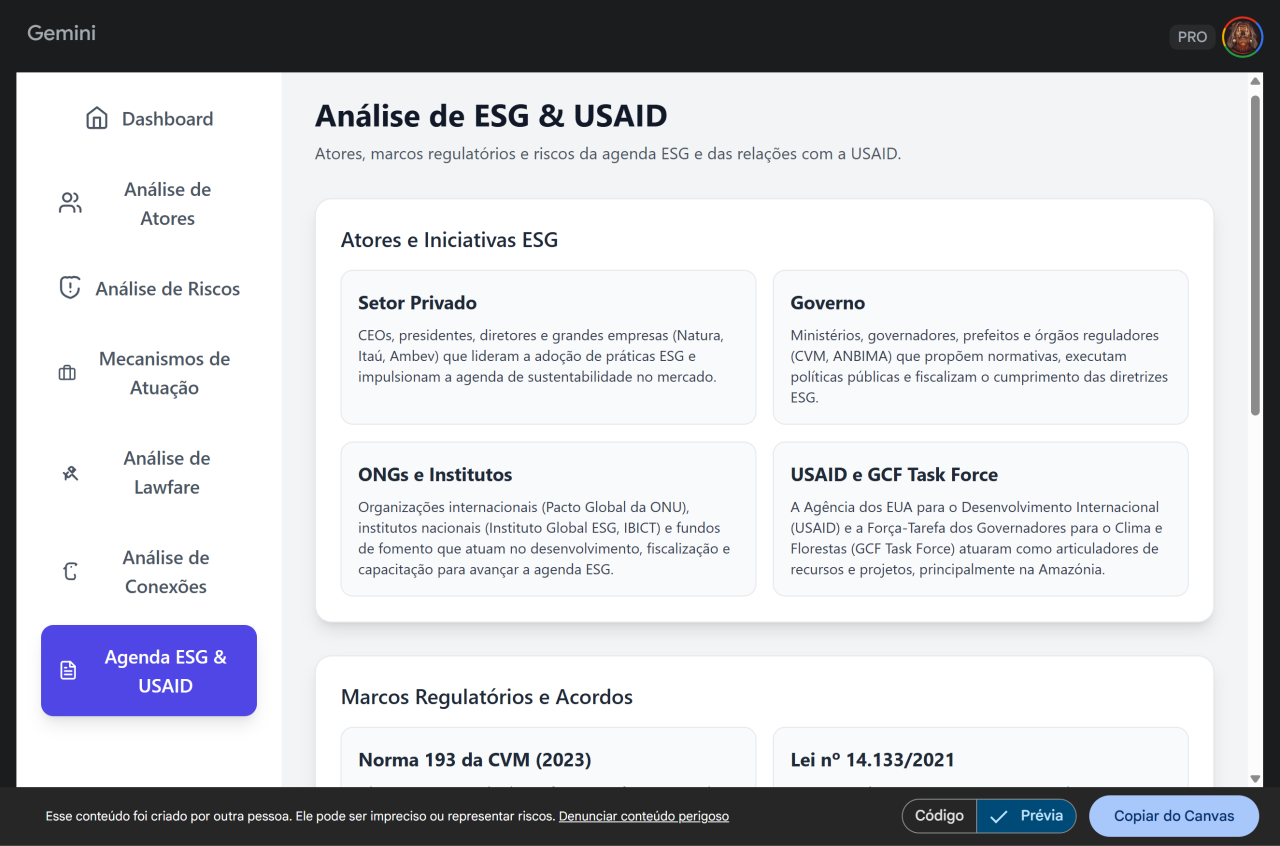 Gemini
PRO
Dashboard
Análise de
Atores
Análise de Riscos
Mecanismos de
Atuação
Análise de
Lawfare
Análise de
Conexões
Agenda ESG &
USAID
Análise de ESG & USAID
Atores, marcos regulatórios e riscos da agenda ESG e das relações com a USAID.
Atores e Iniciativas ESG
Setor Privado
CEOs, presidentes, diretores e grandes empresas (Natura,
Itaú, Ambev) que lideram a adoção de práticas ESG e
impulsionam a agenda de sustentabilidade no mercado.
Governo
Ministérios, governadores, prefeitos e órgãos reguladores
(CVM, ANBIMA) que propõem normativas, executam
políticas públicas e fiscalizam o cumprimento das diretrizes
ESG.
ONGs e Institutos
Organizações internacionais (Pacto Global da ONU),
institutos nacionais (Instituto Global ESG, IBICT) e fundos
de fomento que atuam no desenvolvimento, fiscalização e
capacitação para avançar a agenda ESG.
USAID e GCF Task Force
A Agência dos EUA para o Desenvolvimento Internacional
(USAID) e a Força-Tarefa dos Governadores para o Clima e
Florestas (GCF Task Force) atuaram como articuladores de
recursos e projetos, principalmente na Amazónia.
Marcos Regulatórios e Acordos
Norma 193 da CVM (2023)
Lei nº 14.133/2021
Esse conteúdo foi criado por outra pessoa. Ele pode ser impreciso ou representar riscos. Denunciar conteúdo perigoso
Código
Prévia
Copiar do Canvas